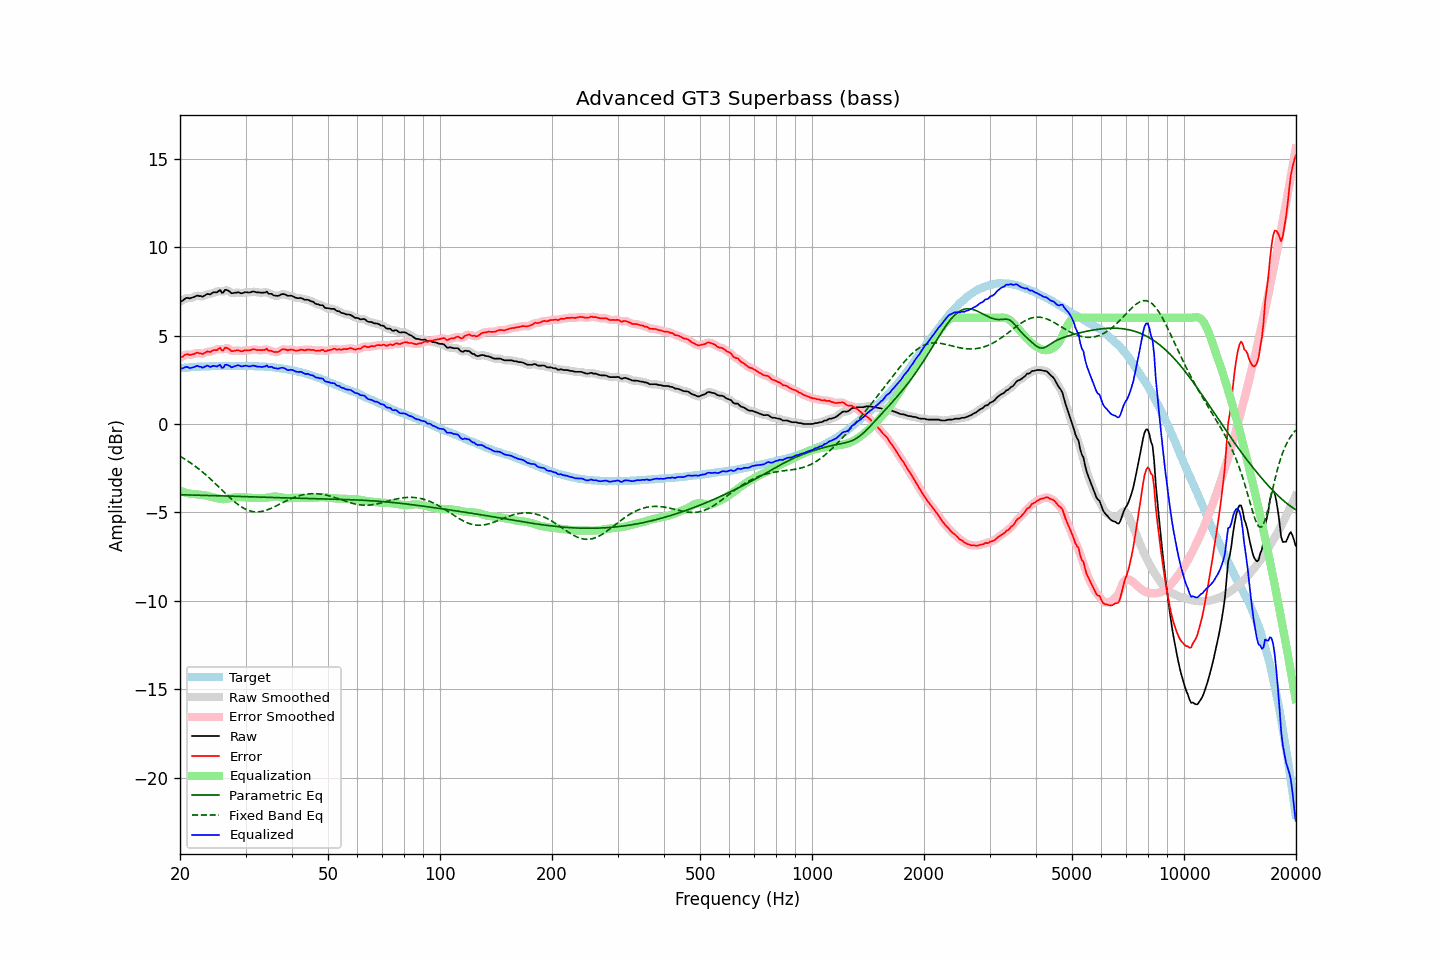 Advanced GT3 Superbass (bass)
Amplitude (dBr)
15
10
5
0
−5
−10
−15
−20
Target
Raw Smoothed
Error Smoothed
Raw
Error
Equalization
Parametric Eq
Fixed Band Eq
Equalized
20 50 100 200 500 1000 2000 5000 10000 20000
Frequency (Hz)